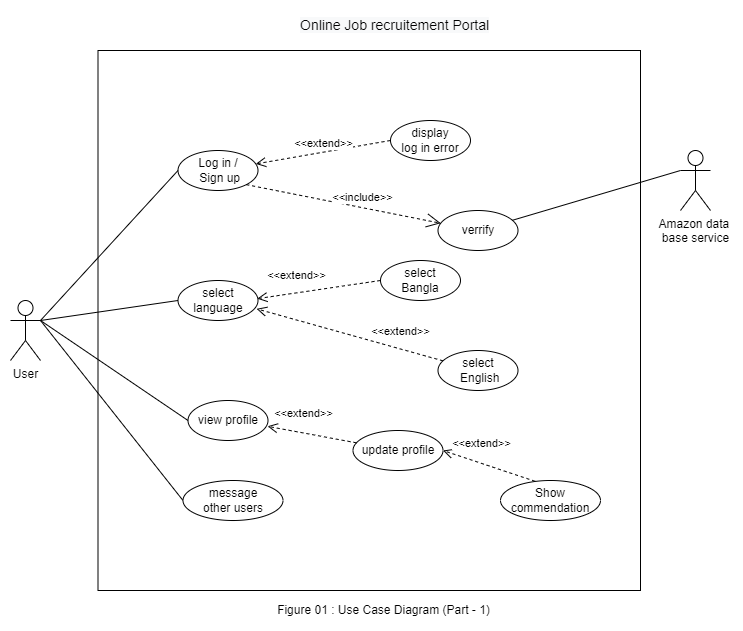 Online Job recruitement Portal
display
log in error
<<extend>>
Log in /
Sign up
<<include>>
verrify
Amazon data
base service
<<extend>>
select
Bangla
select
language
<<extend>>
select
English
User
<<extend>>
view profile
update profile
<<extend>>
message
other users
Show
commendation
Figure 01 : Use Case Diagram (Part - 1)